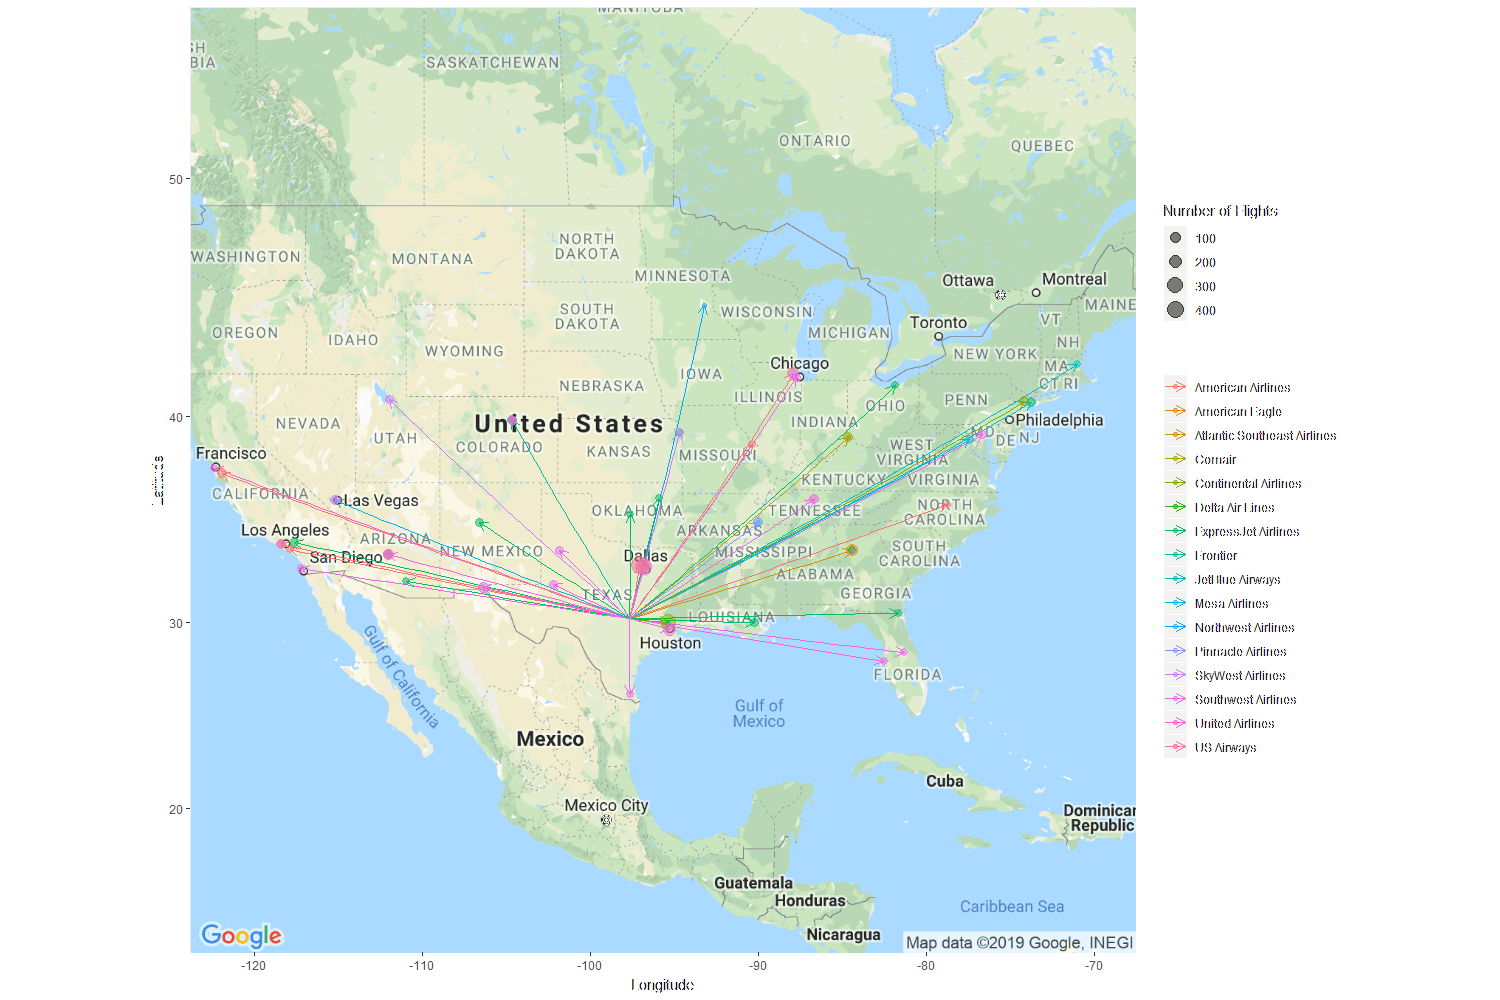 MANITOBA
SASKATCHEWAN
ONTARIO
QUEBEC
50
WASHINGTON
NORTH
DAKOTA
MONTANA
MINNESOTA
Ottawa
Montreal
MAINE
SOUTH
DAKOTA
WISCONSIN
VT
OREGON
IDAHO
MICHIGAN
Toronto
NH
WYOMING
Chicago
NEW YORK
MA
NEBRASKA
IOWA
CT RI
ILLINOIS
PENN
40
NEVADA
United States
INDIANA
OHIO
Philadelphia
UTAH
COLORADO
KANSAS
MISSOURI
WEST
VIRGINIA
MD
DE
NJ
Francisco
CALIFORNIA
Las Vegas
KENTUCKY
VIRGINIA
OKLAHOMA
TENNESSEE
NORTH
CAROLINA
Los Angeles
ARIZONA
NEW MEXICO
ARKANSAS
San Diego
Dallas
MISSISSIPPI
SOUTH
CAROLINA
ALABAMA
TEXAS
GEORGIA
30
LOUISIANA
Houston
Gulf of California
FLORIDA
Gulf of
Mexico
Mexico
Cuba
20
Mexico City
Dominican
Republic
Guatemala
Honduras
Caribbean Sea
Nicaragua
Google
Map data ©2019 Google, INEGI
-120
-110
-100
-90
-80
-70
Longitude
Latitude
Number of Flights
100
200
300
400
American Airlines
American Eagle
Atlantic Southeast Airlines
Comair
Continental Airlines
Delta Air Lines
ExpressJet Airlines
Frontier
JetBlue Airways
Mesa Airlines
Northwest Airlines
Pinnacle Airlines
SkyWest Airlines
Southwest Airlines
United Airlines
US Airways